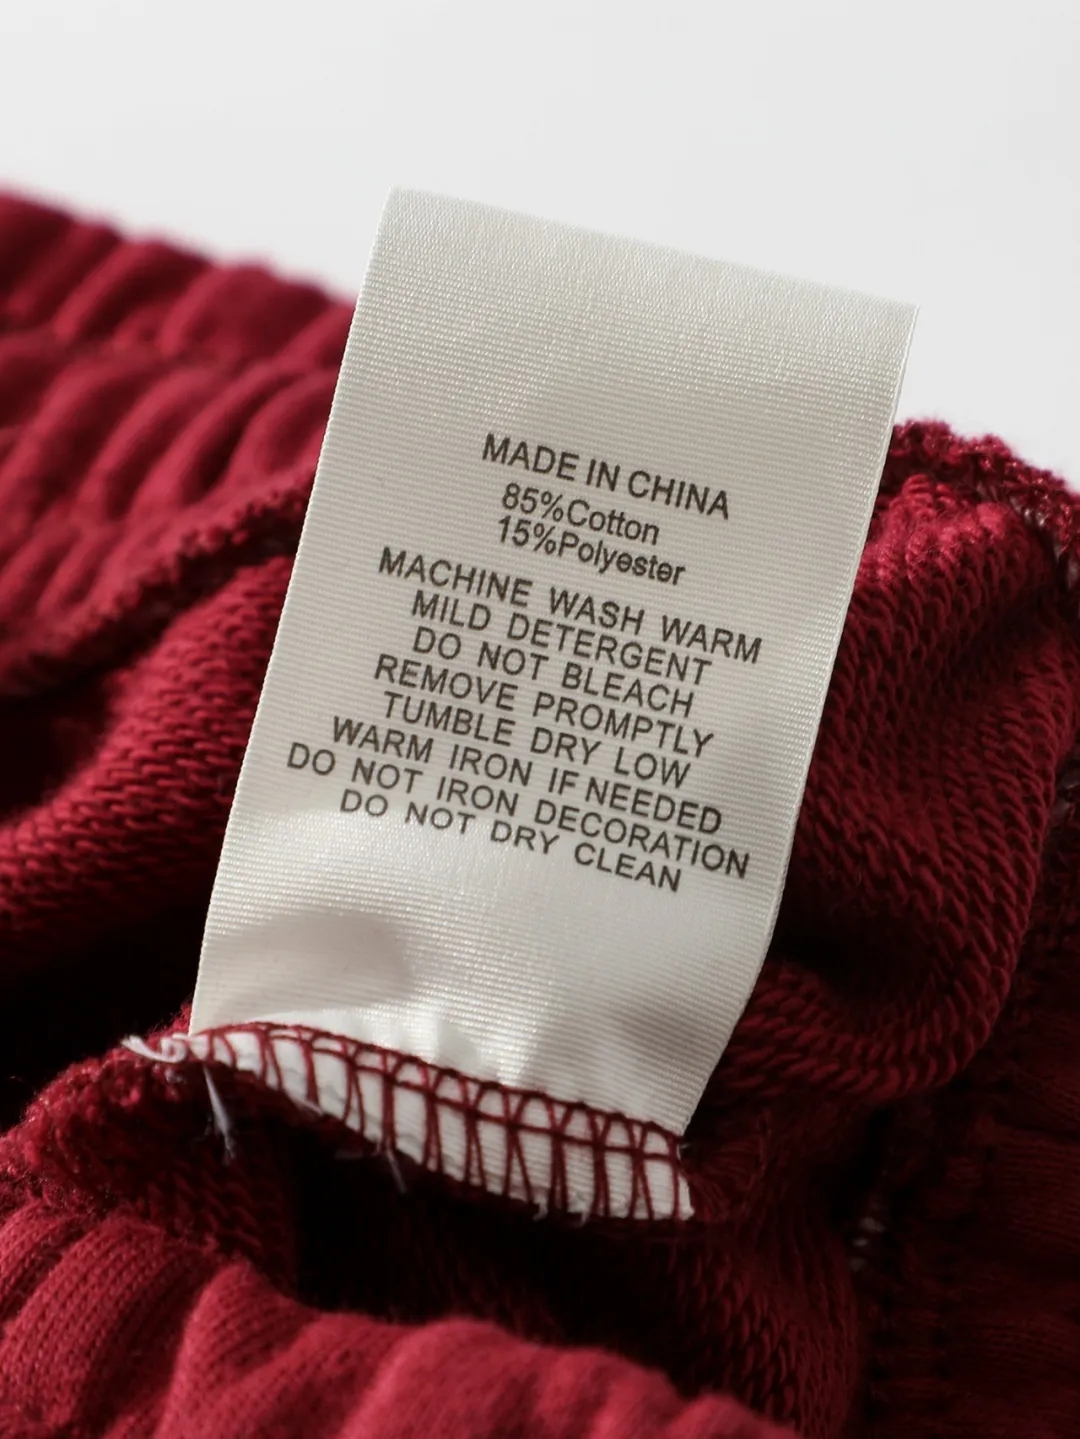 MADE IN CHINA
85%Cotton
15%Polyester
MACHINE WASH WARM
MILD DETERGENT
DO NOT BLEACH
REMOVE PROMPTLY
TUMBLE DRY LOW
WARM IRON IF NEEDED
DO NOT IRON DECORATION
DO NOT DRY CLEAN